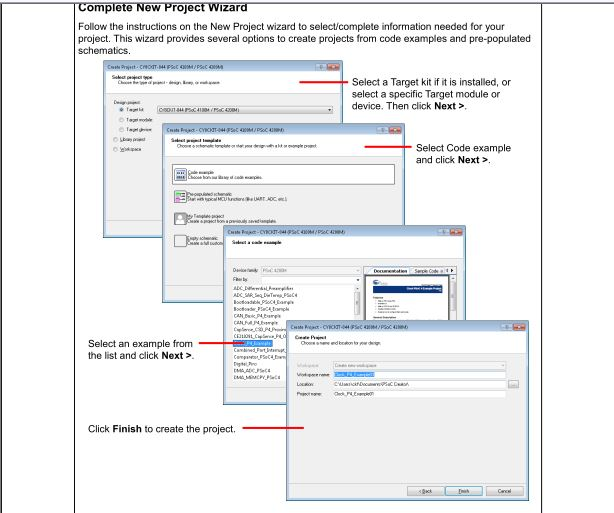 Complete New Project Wizard
Follow the instructions on the New Project wizard to select/complete information needed for your
project. This wizard provides several options to create projects from code examples and pre-populated
schematics.
Create Project - CY8CKIT-044 (PSoC 4100M / PSoC 4200M)
Select project type
Choose the type of project - design, library, or workspace.
Design project:
Target kit: CY8CKIT-044 (PSoC 4100M / PSoC 4200M)
Target module:
Target device:
Library project
Workspace
Select a Target kit if it is installed, or
select a specific Target module or
device. Then click Next >.
Create Project - CY8CKIT-044 (PSoC 4100M / PSoC 4200M)
Select project template
Choose a schematic template or start your design with a kit or example project.
Code example
Choose from our library of code examples.
Pre-populated schematic
Start with typical MCU functions (like UART, ADC, etc.)
My Template project
Create a project from a previously saved template.
Empty schematic
Create a full custom
Select Code example
and click Next >.
Create Project - CY8CKIT-044 (PSoC 4100M / PSoC 4200M)
Select a code example
Device family: PSoC 4200M
Filter by:
Documentation Sample Code
ADC_Differential_Preamplifier
ADC_SAR_Seq_DieTemp_PSoC4
Bootloadable_PSoC4_Example
Bootloader_PSoC4_Example
CAN_Basic_P4_Example
CAN_Full_P4_Example
CapSense_CSD_P4_Proxim
CE210291_CapSense_P4_O
_P4_Example
Combined_Port_Interrupt_
Comparator_PSoC4_Exam
Digital_Pins
DMA_ADC_PSoC4
DMA_MEMCPY_PSoC4
Select an example from
the list and click Next >.
Create Project - CY8CKIT-044 (PSoC 4100M / PSoC 4200M)
Create Project
Choose a name and location for your design.
Workspace: Create new workspace
Workspace name: Clock_P4_Example01
Location: C:\Users\ckf\Documents\PSoC Creator\
Project name: Clock_P4_Example01
Click Finish to create the project.
< Back Finish Cancel